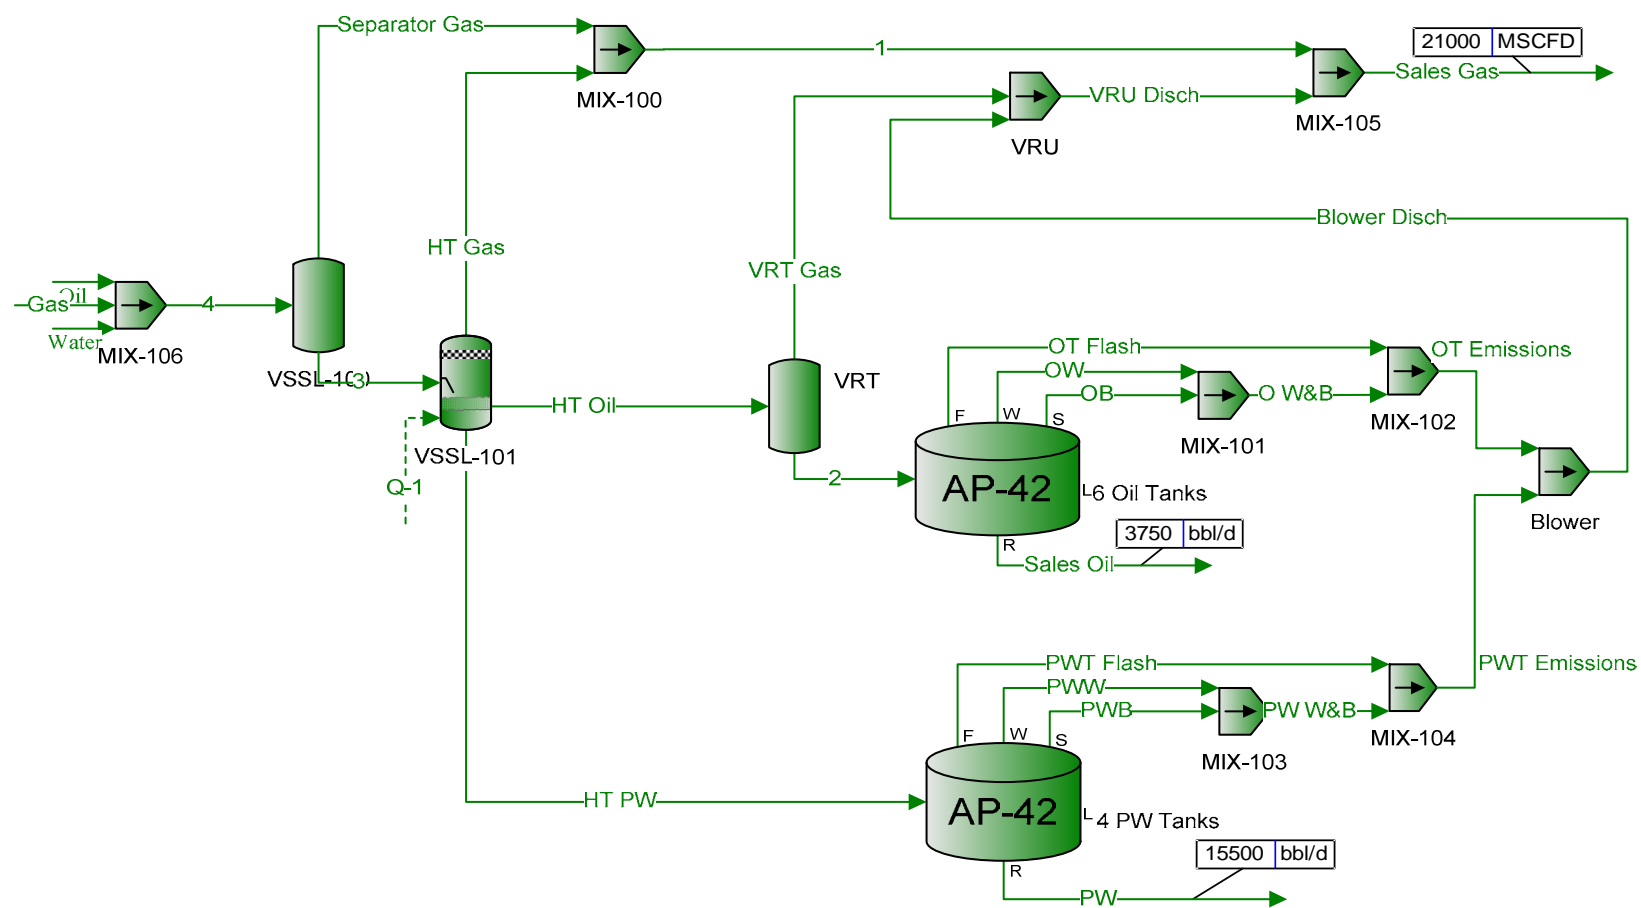 Separator Gas
MIX-100
1
21000 MSCFD
Sales Gas
MIX-105
VRU Disch
VRU
Blower Disch
HT Gas
VRT Gas
Oil
Gas
Water
MIX-106
4
VSSL-100
3
VSSL-101
Q-1
HT Oil
VRT
2
OT Flash
OW
OB
MIX-101
O W&B
MIX-102
OT Emissions
F
W
S
AP-42
6 Oil Tanks
R
3750 bbl/d
Sales Oil
Blower
PWT Flash
PWW
PWB
MIX-103
PW W&B
MIX-104
PWT Emissions
F
W
S
HT PW
AP-42
4 PW Tanks
R
15500 bbl/d
PW